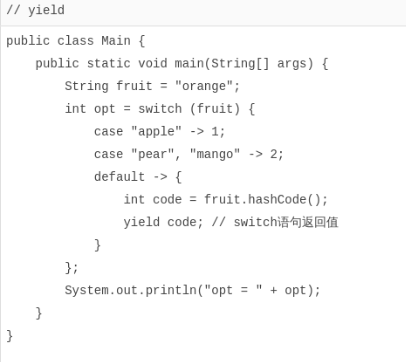 // yield
public class Main {
    public static void main(String[] args) {
        String fruit = "orange";
        int opt = switch (fruit) {
            case "apple" -> 1;
            case "pear", "mango" -> 2;
            default -> {
                int code = fruit.hashCode();
                yield code; // switch语句返回值
            }
        };
        System.out.println("opt = " + opt);
    }
}